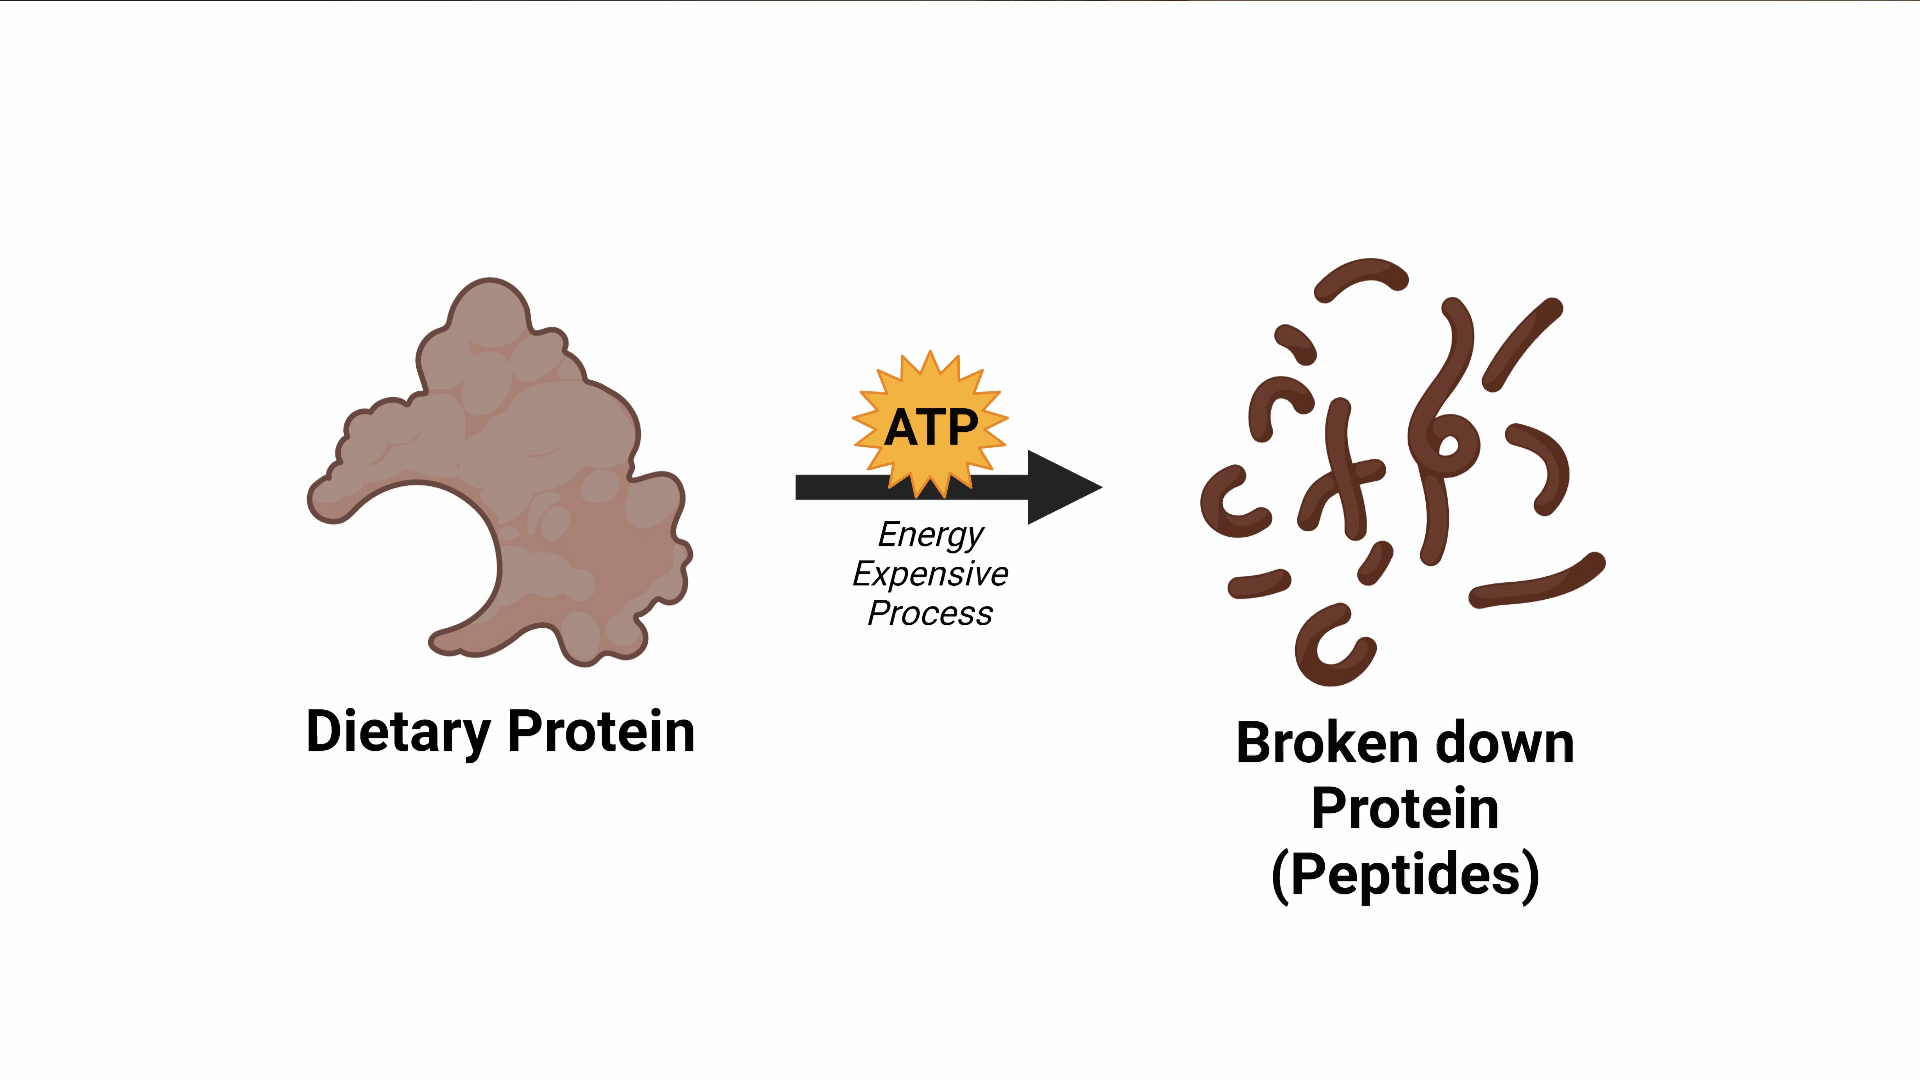 ATP
Energy
Expensive
Process
Dietary Protein
Broken down
Protein
(Peptides)